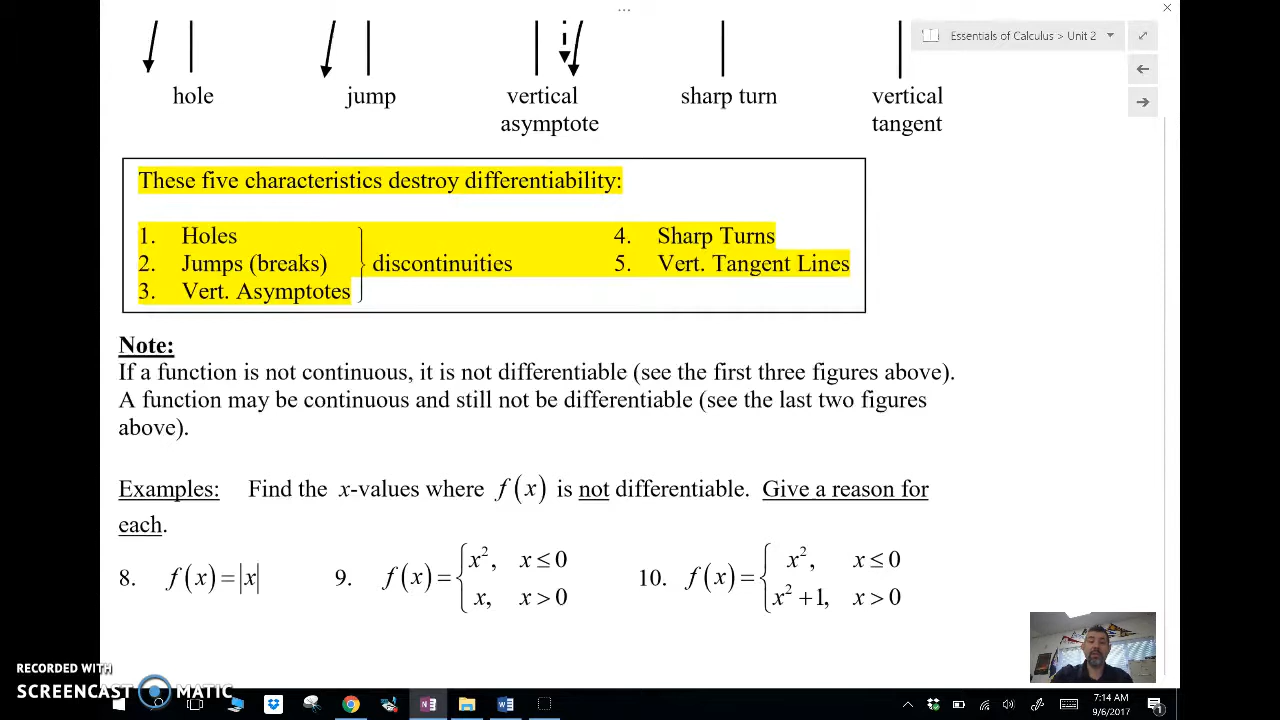 Essentials of Calculus > Unit 2
hole jump vertical asymptote sharp turn vertical tangent
These five characteristics destroy differentiability:
1. Holes
2. Jumps (breaks)
3. Vert. Asymptotes
discontinuities
4. Sharp Turns
5. Vert. Tangent Lines
Note:
If a function is not continuous, it is not differentiable (see the first three figures above).
A function may be continuous and still not be differentiable (see the last two figures
above).
Examples: Find the x-values where f(x) is not differentiable. Give a reason for
each.
8. f(x) = |x|
9. f(x) = { x², x ≤ 0
x, x > 0
10. f(x) = { x², x ≤ 0
x² + 1, x > 0
RECORDED WITH
SCREENCAST MATIC
7:14 AM
9/6/2017